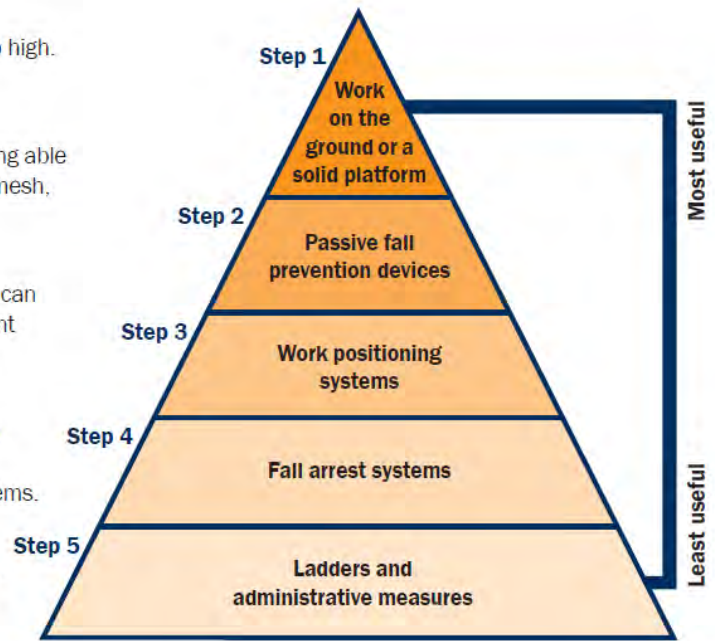 high.
ng able
nesh,
can
nt
ems.
Step 1
Work
on the
ground or a
solid platform
Step 2
Passive fall
prevention devices
Step 3
Work positioning
systems
Step 4
Fall arrest systems
Step 5
Ladders and
administrative measures
Most useful
Least useful